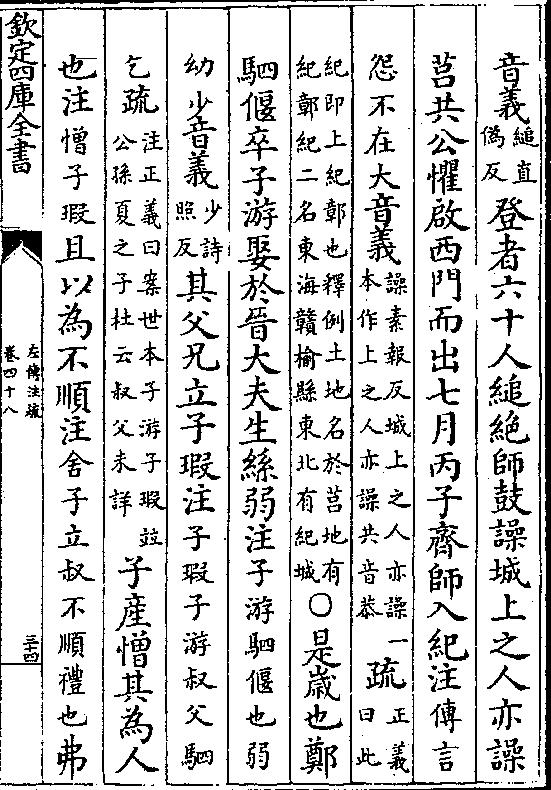 音義縋直偽反登者六十人縋絶師鼓譟城上之人亦譟
莒共公懼啟西門而出七月丙子齊師入紀注傳言
怨不在大音義譟素報反城上之人亦譟一本作上之人亦譟共音恭疏正義曰此
紀即上紀鄣也釋例土地名於莒地有紀鄣紀二名東海贛榆縣東北有紀城〇是歲也鄭
駟偃卒子游娶於晉大夫生絲弱注子游駟偃也弱
幼少音義少詩照反其父兄立子瑕注子瑕子游叔父駟
乞疏注正義曰案世本子游子瑕並公孫夏之子杜云叔父未詳子產憎其為人
也注憎子瑕且以為不順注舍子立叔不順禮也弗
欽定四庫全書
左傳注疏
卷四十八
三十四